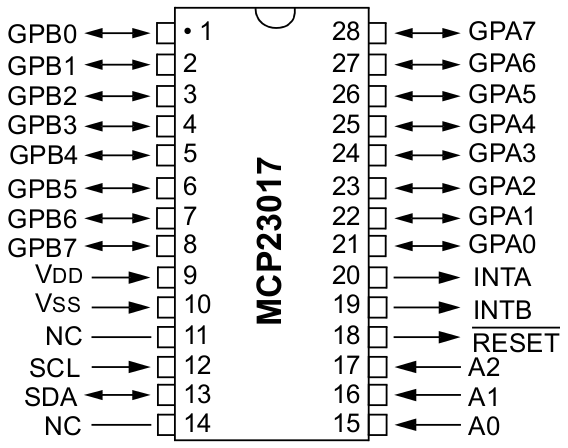 GPB0 • 1 28 GPA7
GPB1 2 27 GPA6
GPB2 3 26 GPA5
GPB3 4 25 GPA4
GPB4 5 24 GPA3
GPB5 6 23 GPA2
GPB6 7 22 GPA1
GPB7 8 21 GPA0
VDD 9 20 INTA
VSS 10 19 INTB
NC 11 18 RESET
SCL 12 17 A2
SDA 13 16 A1
NC 14 15 A0
MCP23017